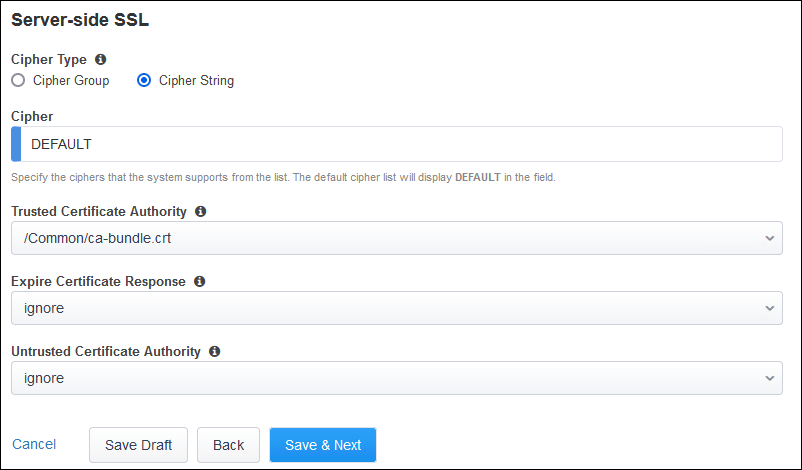 Server-side SSL
Cipher Type
Cipher Group Cipher String
Cipher
DEFAULT
Specify the ciphers that the system supports from the list. The default cipher list will display DEFAULT in the field.
Trusted Certificate Authority
/Common/ca-bundle.crt
Expire Certificate Response
ignore
Untrusted Certificate Authority
ignore
Cancel Save Draft Back Save & Next